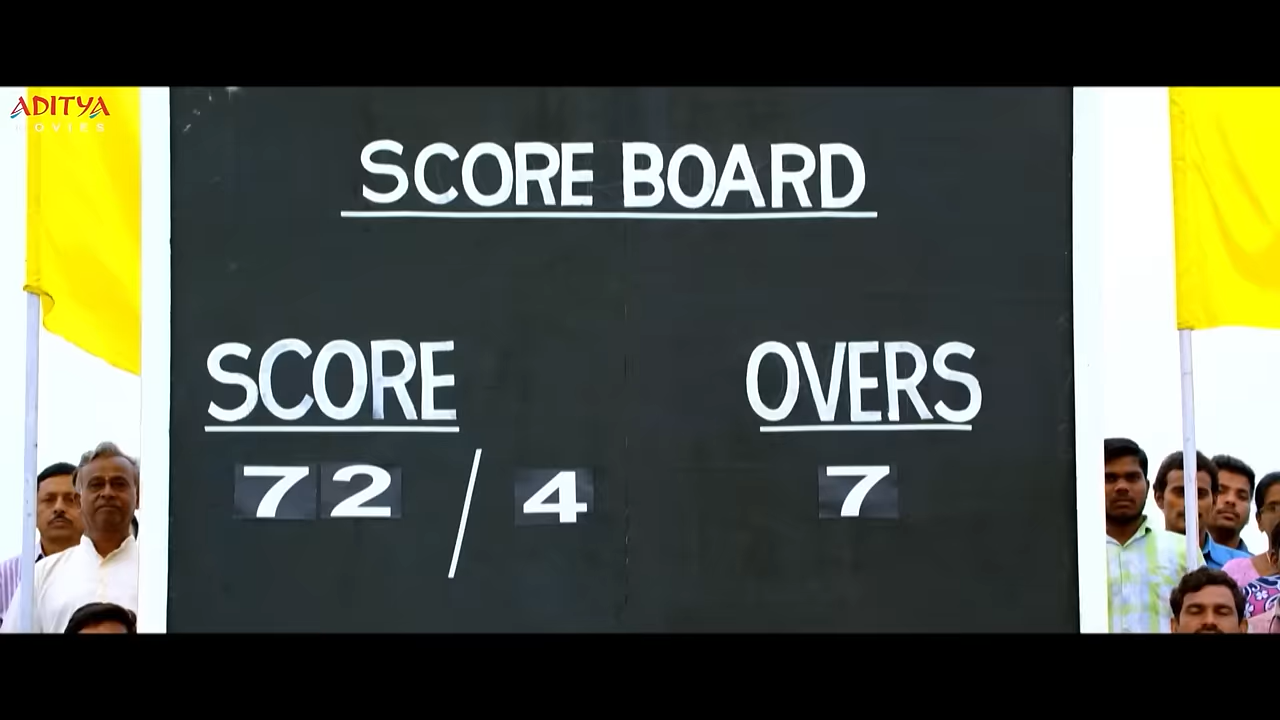 ADITYA
MOVIES
SCORE BOARD
SCORE
OVERS
72 / 4
7